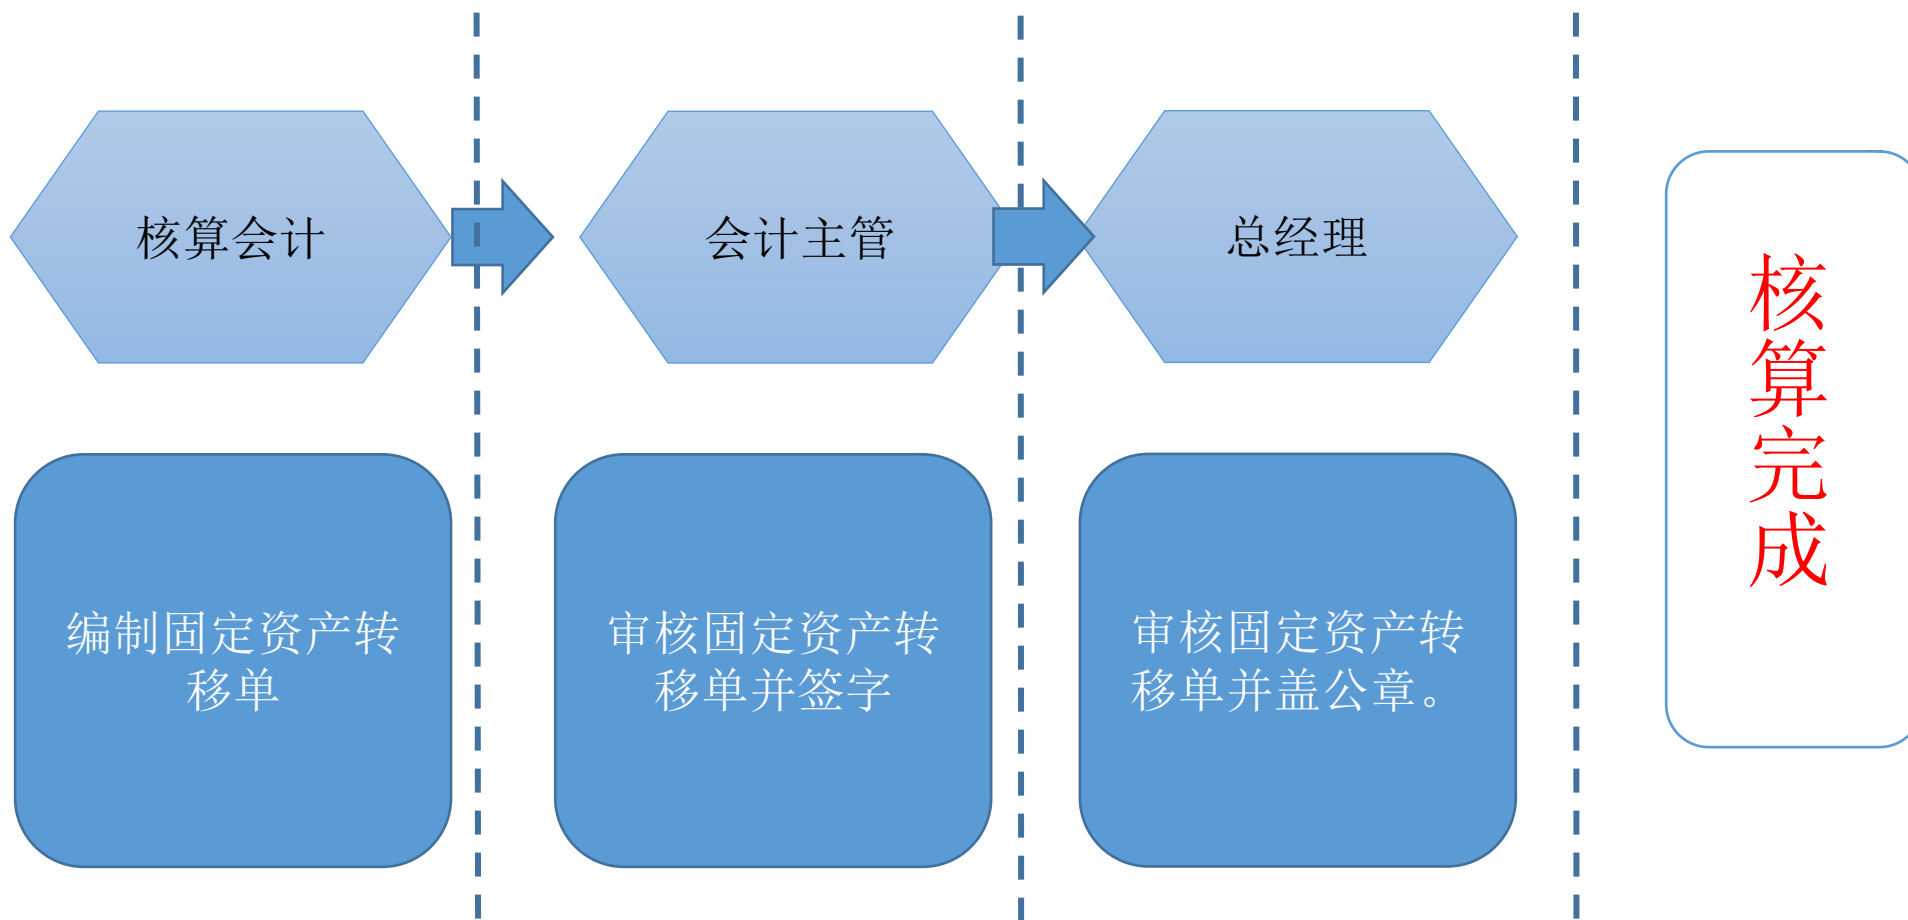 核算会计
会计主管
总经理
编制固定资产转
移单
审核固定资产转
移单并签字
审核固定资产转
移单并盖公章。
核算完成